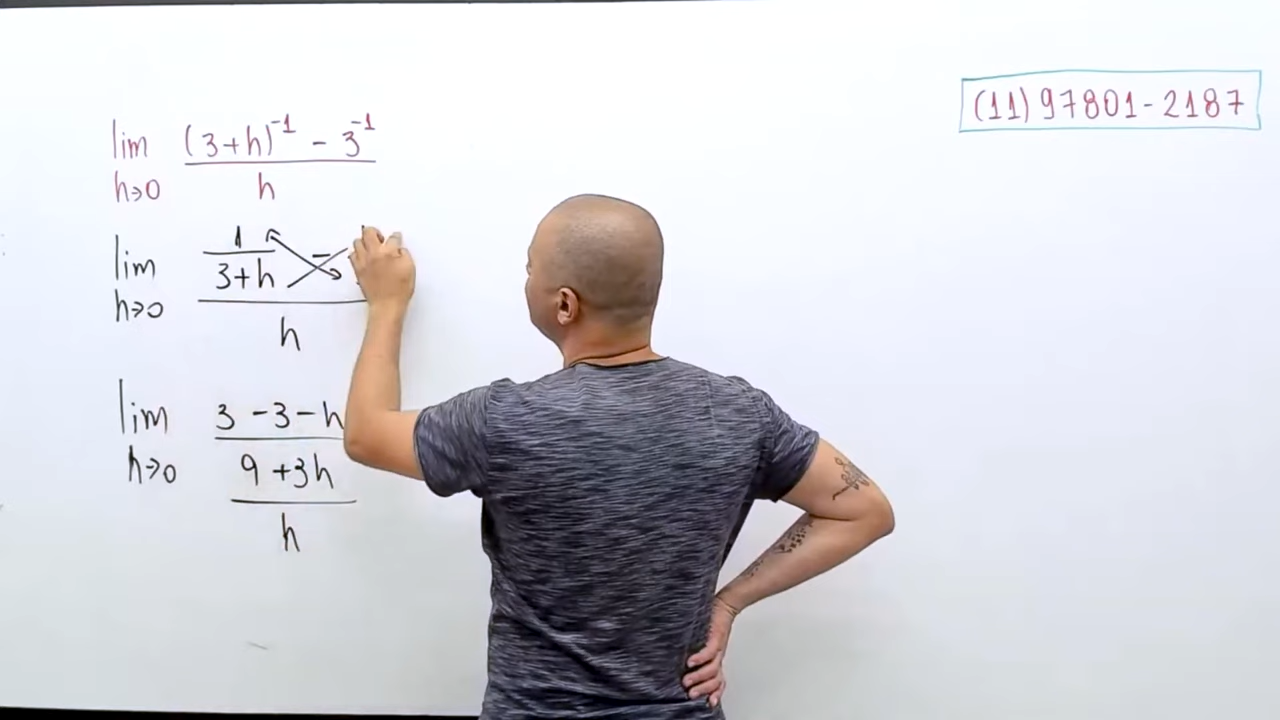 lim (3+h)⁻¹ - 3⁻¹
h→0 h
(11) 97801-2187
lim 1 -
3+h
h→0 h
lim 3 -3-h
h→0 9 +3h
h